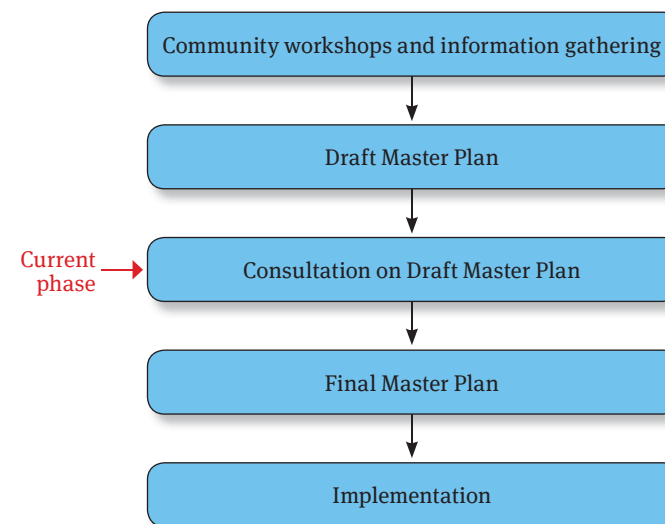 Community workshops and information gathering
Draft Master Plan
Current
phase
Consultation on Draft Master Plan
Final Master Plan
Implementation